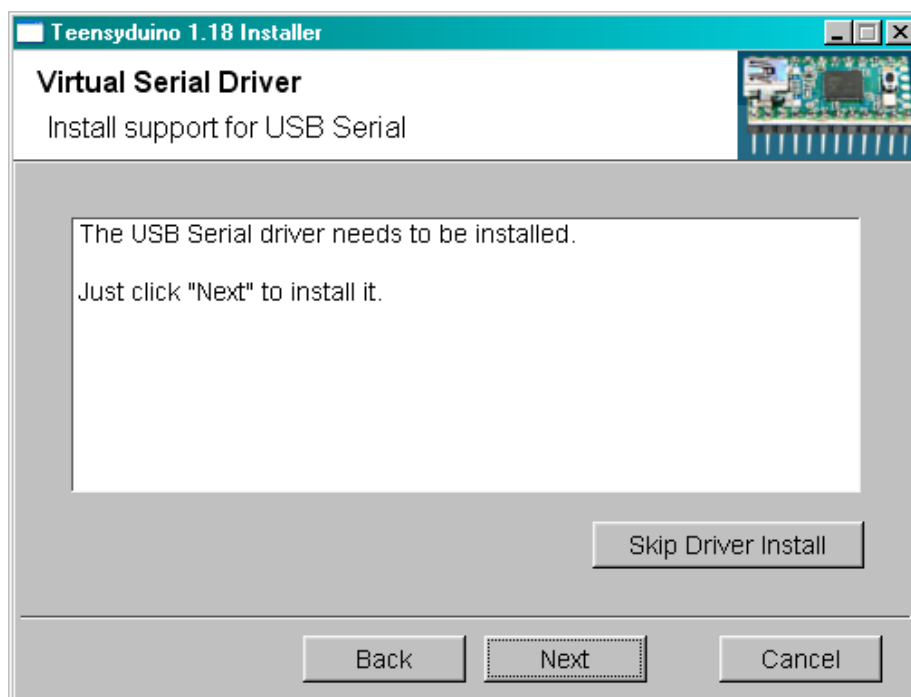 Teensyduino 1.18 Installer
Virtual Serial Driver
Install support for USB Serial
The USB Serial driver needs to be installed.
Just click "Next" to install it.
Skip Driver Install
Back
Next
Cancel